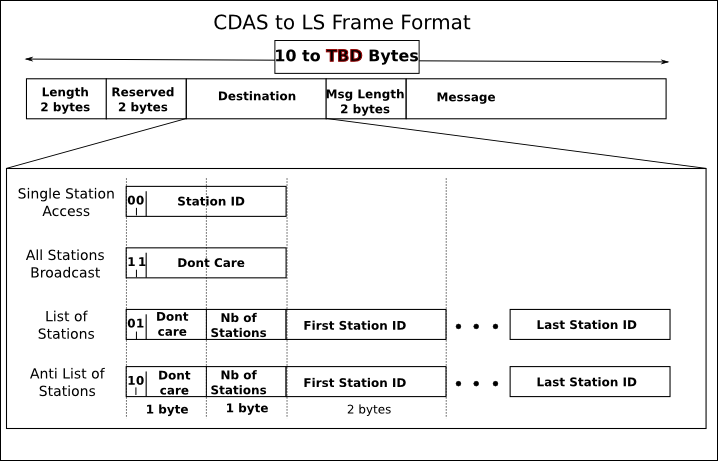 CDAS to LS Frame Format
10 to TBD Bytes
Length
2 bytes
Reserved
2 bytes
Destination
Msg Length
2 bytes
Message
Single Station
Access
00
Station ID
All Stations
Broadcast
11
Dont Care
List of
Stations
01
Dont
care
Nb of
Stations
First Station ID
• • •
Last Station ID
Anti List of
Stations
10
Dont
care
Nb of
Stations
First Station ID
• • •
Last Station ID
1 byte
1 byte
2 bytes